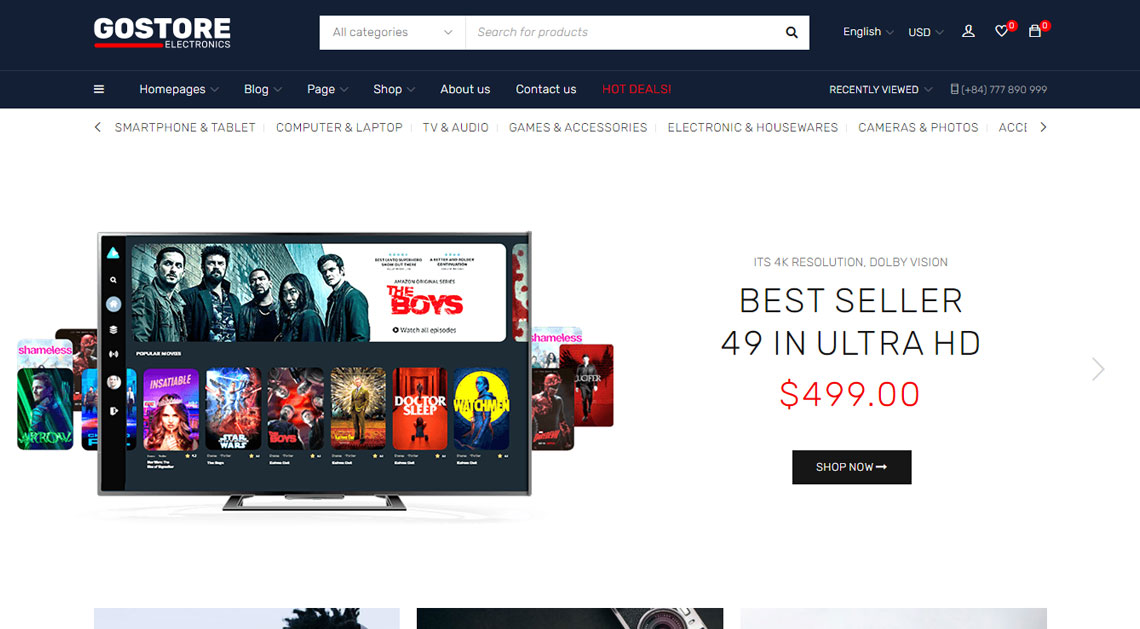 GOSTORE
ELECTRONICS
All categories
Search for products
English
USD
0
0
Homepages
Blog
Page
Shop
About us
Contact us
HOT DEALS!
RECENTLY VIEWED
(+84) 777 890 999
SMARTPHONE & TABLET
COMPUTER & LAPTOP
TV & AUDIO
GAMES & ACCESSORIES
ELECTRONIC & HOUSEWARES
CAMERAS & PHOTOS
ACCE
ITS 4K RESOLUTION, DOLBY VISION
BEST SELLER
49 IN ULTRA HD
$499.00
SHOP NOW
AMAZON ORIGINAL SERIES
THE
BOYS
Watch all episodes
POPULAR MOVIES
shameless
ARROW
INSATIABLE
STAR
WARS
BOYS
DOCTOR
SLEEP
WATCHMEN
shameless
LUCIFER